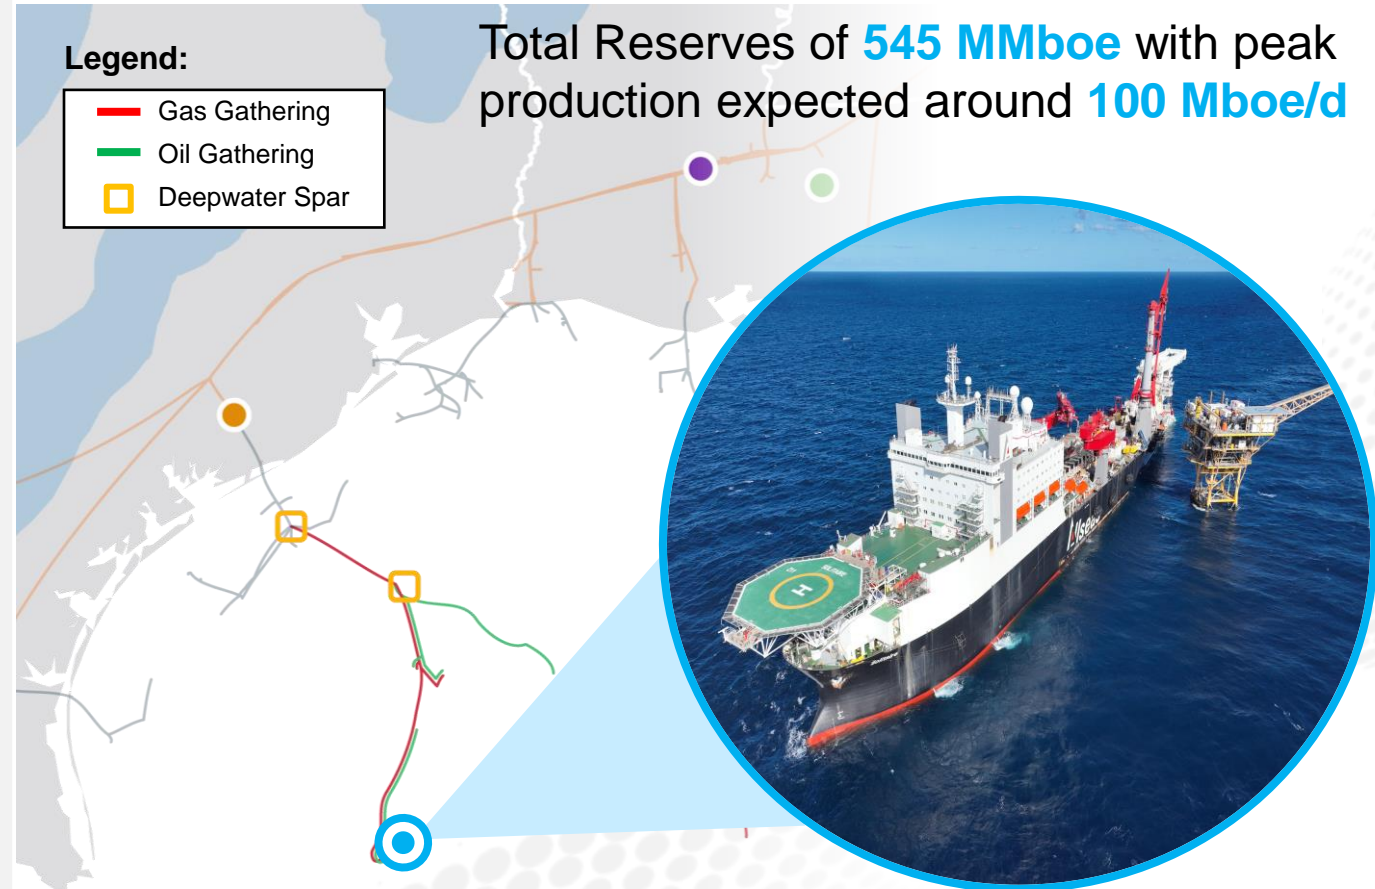 Total Reserves of 545 MMboe with peak
production expected around 100 Mboe/d
Legend:
Gas Gathering
Oil Gathering
Deepwater Spar
H